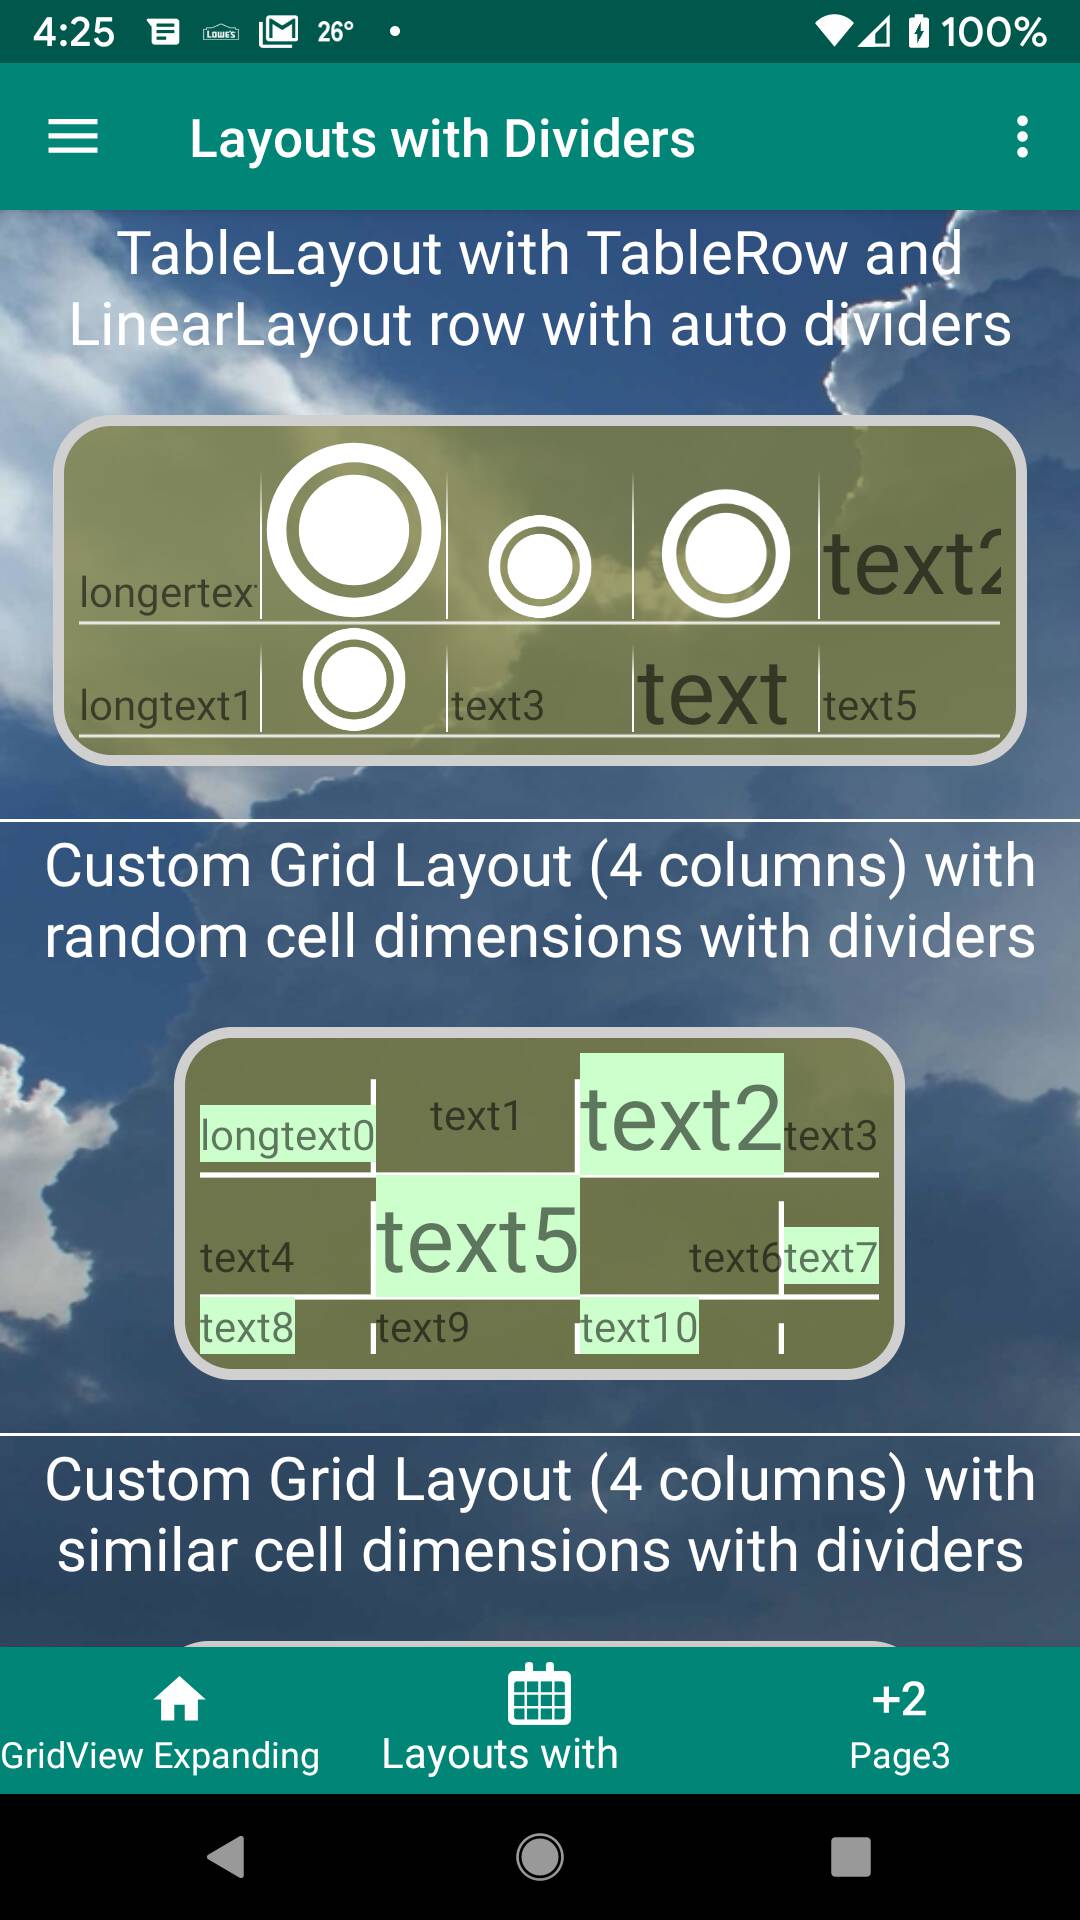 4:25 LOWE'S 26° 100%
Layouts with Dividers
TableLayout with TableRow and
LinearLayout row with auto dividers
longertex text2
longtext1 text3 text text5
Custom Grid Layout (4 columns) with
random cell dimensions with dividers
longtext0 text1 text2 text3
text4 text5 text6 text7
text8 text9 text10
Custom Grid Layout (4 columns) with
similar cell dimensions with dividers
+2
GridView Expanding Layouts with Page3